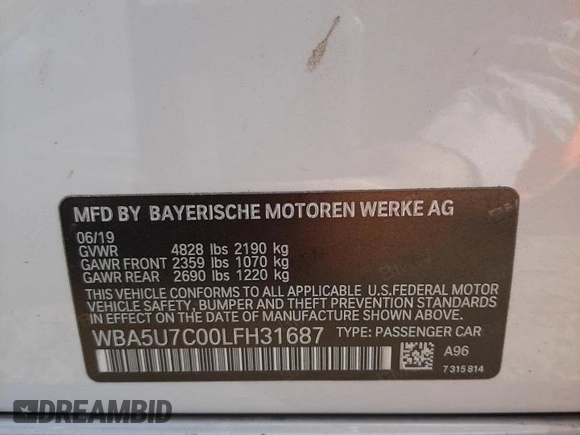 MFD BY BAYERISCHE MOTOREN WERKE AG
06/19
GVWR 4828 lbs 2190 kg
GAWR FRONT 2359 lbs 1070 kg
GAWR REAR 2690 lbs 1220 kg
THIS VEHICLE CONFORMS TO ALL APPLICABLE U.S.FEDERAL MOTOR
VEHICLE SAFETY, BUMPER AND THEFT PREVENTION STANDARDS
IN EFFECT ON THE DATE OF MANUFACTURE SHOWN ABOVE.
WBA5U7C00LFH31687 TYPE: PASSENGER CAR
A96
7 315 814
DREAMBID